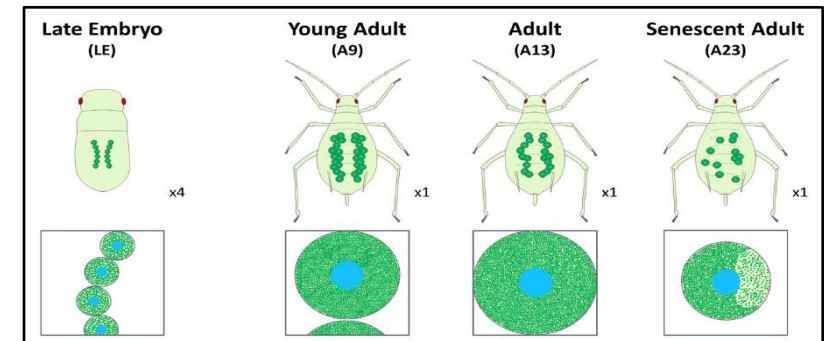 Late Embryo
(LE)
Young Adult
(A9)
Adult
(A13)
Senescent Adult
(A23)
x4
x1
x1
x1